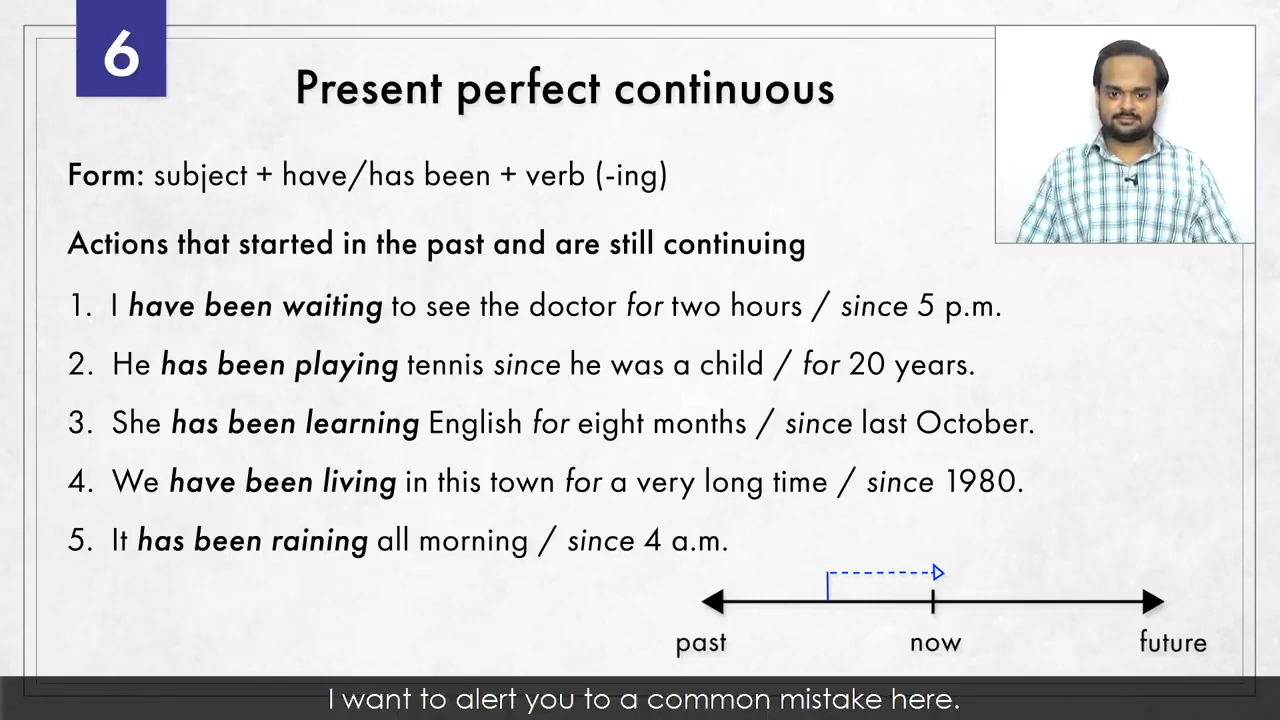 6
Present perfect continuous
Form: subject + have/has been + verb (-ing)
Actions that started in the past and are still continuing
1. I have been waiting to see the doctor for two hours / since 5 p.m.
2. He has been playing tennis since he was a child / for 20 years.
3. She has been learning English for eight months / since last October.
4. We have been living in this town for a very long time / since 1980.
5. It has been raining all morning / since 4 a.m.
past now future
I want to alert you to a common mistake here.